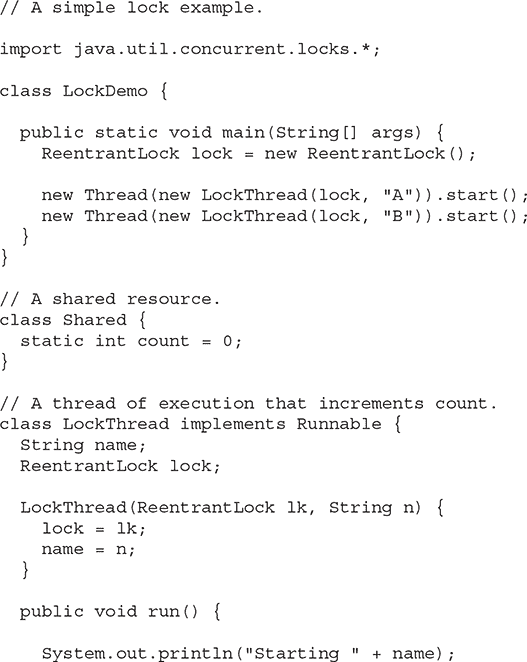 // A simple lock example.
import java.util.concurrent.locks.*;
class LockDemo {
  public static void main(String[] args) {
    ReentrantLock lock = new ReentrantLock();
    new Thread(new LockThread(lock, "A")).start();
    new Thread(new LockThread(lock, "B")).start();
  }
}
// A shared resource.
class Shared {
  static int count = 0;
}
// A thread of execution that increments count.
class LockThread implements Runnable {
  String name;
  ReentrantLock lock;
  LockThread(ReentrantLock lk, String n) {
    lock = lk;
    name = n;
  }
  public void run() {
    System.out.println("Starting " + name);